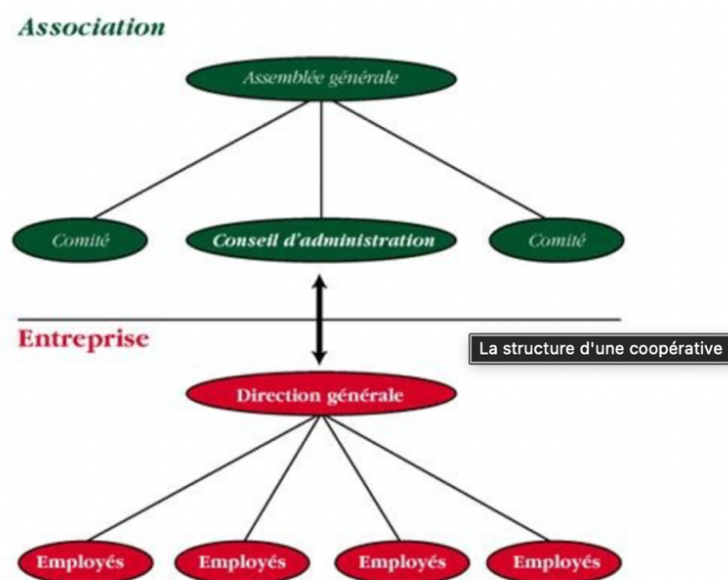 Association
Assemblée générale
Comité
Conseil d'administration
Comité
Entreprise
La structure d'une coopérative
Direction générale
Employés
Employés
Employés
Employés